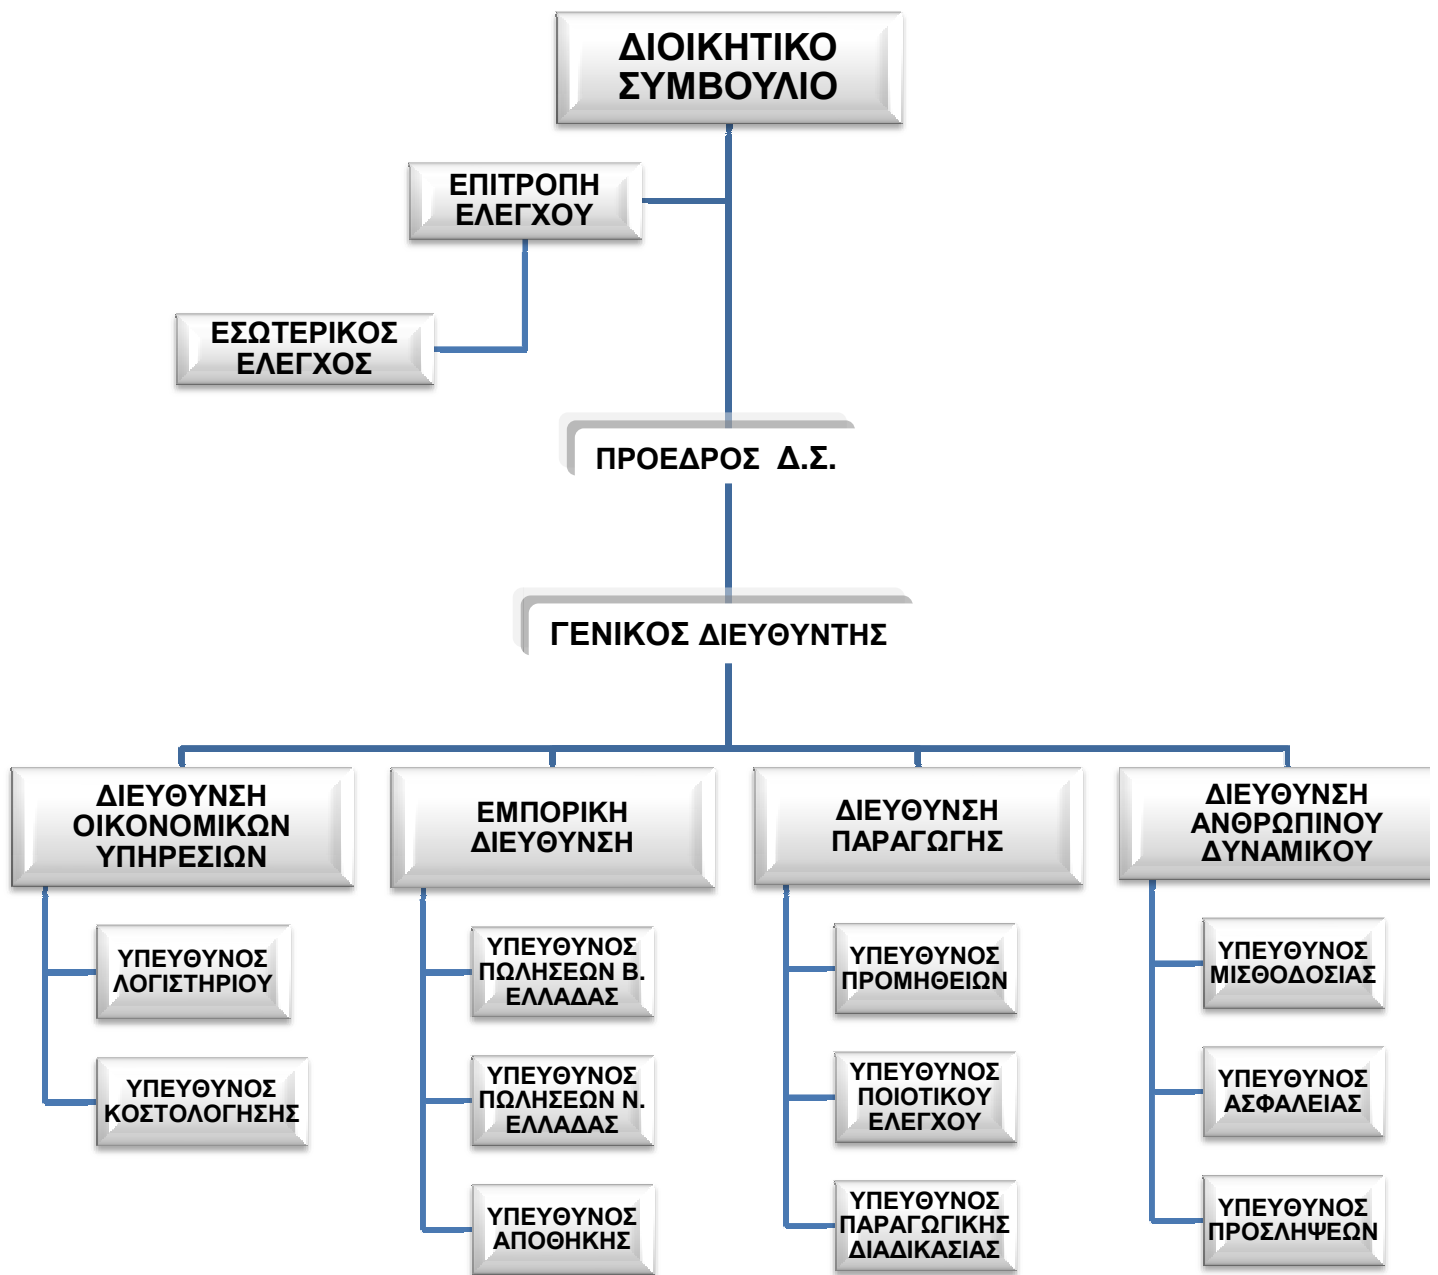 ΔΙΟΙΚΗΤΙΚΟ
ΣΥΜΒΟΥΛΙΟ
ΕΠΙΤΡΟΠΗ
ΕΛΕΓΧΟΥ
ΕΣΩΤΕΡΙΚΟΣ
ΕΛΕΓΧΟΣ
ΠΡΟΕΔΡΟΣ Δ.Σ.
ΓΕΝΙΚΟΣ ΔΙΕΥΘΥΝΤΗΣ
ΔΙΕΥΘΥΝΣΗ
ΟΙΚΟΝΟΜΙΚΩΝ
ΥΠΗΡΕΣΙΩΝ
ΥΠΕΥΘΥΝΟΣ
ΛΟΓΙΣΤΗΡΙΟΥ
ΥΠΕΥΘΥΝΟΣ
ΚΟΣΤΟΛΟΓΗΣΗΣ
ΕΜΠΟΡΙΚΗ
ΔΙΕΥΘΥΝΣΗ
ΥΠΕΥΘΥΝΟΣ
ΠΩΛΗΣΕΩΝ Β.
ΕΛΛΑΔΑΣ
ΥΠΕΥΘΥΝΟΣ
ΠΩΛΗΣΕΩΝ Ν.
ΕΛΛΑΔΑΣ
ΥΠΕΥΘΥΝΟΣ
ΑΠΟΘΗΚΗΣ
ΔΙΕΥΘΥΝΣΗ
ΠΑΡΑΓΩΓΗΣ
ΥΠΕΥΘΥΝΟΣ
ΠΡΟΜΗΘΕΙΩΝ
ΥΠΕΥΘΥΝΟΣ
ΠΟΙΟΤΙΚΟΥ
ΕΛΕΓΧΟΥ
ΥΠΕΥΘΥΝΟΣ
ΠΑΡΑΓΩΓΙΚΗΣ
ΔΙΑΔΙΚΑΣΙΑΣ
ΔΙΕΥΘΥΝΣΗ
ΑΝΘΡΩΠΙΝΟΥ
ΔΥΝΑΜΙΚΟΥ
ΥΠΕΥΘΥΝΟΣ
ΜΙΣΘΟΔΟΣΙΑΣ
ΥΠΕΥΘΥΝΟΣ
ΑΣΦΑΛΕΙΑΣ
ΥΠΕΥΘΥΝΟΣ
ΠΡΟΣΛΗΨΕΩΝ